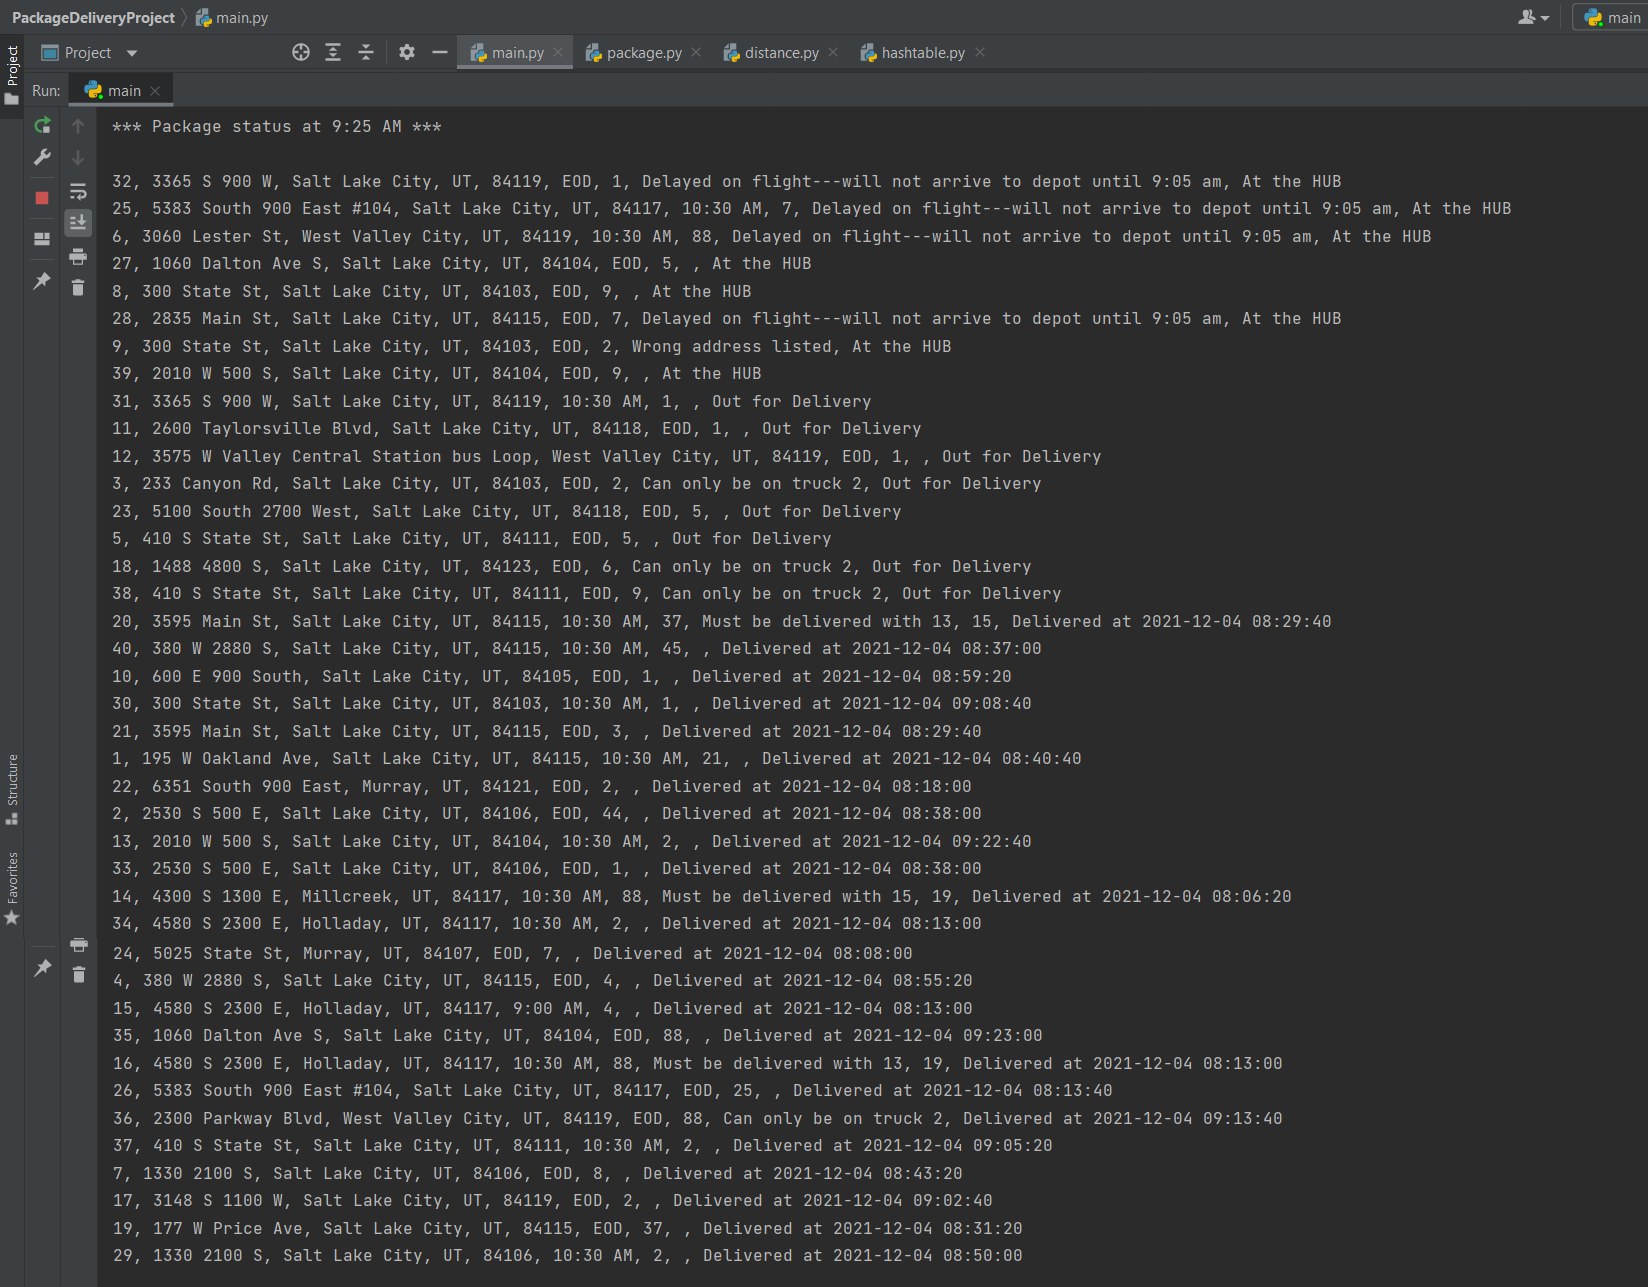 PackageDeliveryProject main.py main
Project main.py package.py distance.py hashtable.py
Project
Run: main
*** Package status at 9:25 AM ***
32, 3365 S 900 W, Salt Lake City, UT, 84119, EOD, 1, Delayed on flight---will not arrive to depot until 9:05 am, At the HUB
25, 5383 South 900 East #104, Salt Lake City, UT, 84117, 10:30 AM, 7, Delayed on flight---will not arrive to depot until 9:05 am, At the HUB
6, 3060 Lester St, West Valley City, UT, 84119, 10:30 AM, 88, Delayed on flight---will not arrive to depot until 9:05 am, At the HUB
27, 1060 Dalton Ave S, Salt Lake City, UT, 84104, EOD, 5, , At the HUB
8, 300 State St, Salt Lake City, UT, 84103, EOD, 9, , At the HUB
28, 2835 Main St, Salt Lake City, UT, 84115, EOD, 7, Delayed on flight---will not arrive to depot until 9:05 am, At the HUB
9, 300 State St, Salt Lake City, UT, 84103, EOD, 2, Wrong address listed, At the HUB
39, 2010 W 500 S, Salt Lake City, UT, 84104, EOD, 9, , At the HUB
31, 3365 S 900 W, Salt Lake City, UT, 84119, 10:30 AM, 1, , Out for Delivery
11, 2600 Taylorsville Blvd, Salt Lake City, UT, 84118, EOD, 1, , Out for Delivery
12, 3575 W Valley Central Station bus Loop, West Valley City, UT, 84119, EOD, 1, , Out for Delivery
3, 233 Canyon Rd, Salt Lake City, UT, 84103, EOD, 2, Can only be on truck 2, Out for Delivery
23, 5100 South 2700 West, Salt Lake City, UT, 84118, EOD, 5, , Out for Delivery
5, 410 S State St, Salt Lake City, UT, 84111, EOD, 5, , Out for Delivery
18, 1488 4800 S, Salt Lake City, UT, 84123, EOD, 6, Can only be on truck 2, Out for Delivery
38, 410 S State St, Salt Lake City, UT, 84111, EOD, 9, Can only be on truck 2, Out for Delivery
20, 3595 Main St, Salt Lake City, UT, 84115, 10:30 AM, 37, Must be delivered with 13, 15, Delivered at 2021-12-04 08:29:40
40, 380 W 2880 S, Salt Lake City, UT, 84115, 10:30 AM, 45, , Delivered at 2021-12-04 08:37:00
10, 600 E 900 South, Salt Lake City, UT, 84105, EOD, 1, , Delivered at 2021-12-04 08:59:20
30, 300 State St, Salt Lake City, UT, 84103, 10:30 AM, 1, , Delivered at 2021-12-04 09:08:40
21, 3595 Main St, Salt Lake City, UT, 84115, EOD, 3, , Delivered at 2021-12-04 08:29:40
1, 195 W Oakland Ave, Salt Lake City, UT, 84115, 10:30 AM, 21, , Delivered at 2021-12-04 08:40:40
22, 6351 South 900 East, Murray, UT, 84121, EOD, 2, , Delivered at 2021-12-04 08:18:00
2, 2530 S 500 E, Salt Lake City, UT, 84106, EOD, 44, , Delivered at 2021-12-04 08:38:00
13, 2010 W 500 S, Salt Lake City, UT, 84104, 10:30 AM, 2, , Delivered at 2021-12-04 09:22:40
33, 2530 S 500 E, Salt Lake City, UT, 84106, EOD, 1, , Delivered at 2021-12-04 08:38:00
14, 4300 S 1300 E, Millcreek, UT, 84117, 10:30 AM, 88, Must be delivered with 15, 19, Delivered at 2021-12-04 08:06:20
34, 4580 S 2300 E, Holladay, UT, 84117, 10:30 AM, 2, , Delivered at 2021-12-04 08:13:00
24, 5025 State St, Murray, UT, 84107, EOD, 7, , Delivered at 2021-12-04 08:08:00
4, 380 W 2880 S, Salt Lake City, UT, 84115, EOD, 4, , Delivered at 2021-12-04 08:55:20
15, 4580 S 2300 E, Holladay, UT, 84117, 9:00 AM, 4, , Delivered at 2021-12-04 08:13:00
35, 1060 Dalton Ave S, Salt Lake City, UT, 84104, EOD, 88, , Delivered at 2021-12-04 09:23:00
16, 4580 S 2300 E, Holladay, UT, 84117, 10:30 AM, 88, Must be delivered with 13, 19, Delivered at 2021-12-04 08:13:00
26, 5383 South 900 East #104, Salt Lake City, UT, 84117, EOD, 25, , Delivered at 2021-12-04 08:13:40
36, 2300 Parkway Blvd, West Valley City, UT, 84119, EOD, 88, Can only be on truck 2, Delivered at 2021-12-04 09:13:40
37, 410 S State St, Salt Lake City, UT, 84111, 10:30 AM, 2, , Delivered at 2021-12-04 09:05:20
7, 1330 2100 S, Salt Lake City, UT, 84106, EOD, 8, , Delivered at 2021-12-04 08:43:20
17, 3148 S 1100 W, Salt Lake City, UT, 84119, EOD, 2, , Delivered at 2021-12-04 09:02:40
19, 177 W Price Ave, Salt Lake City, UT, 84115, EOD, 37, , Delivered at 2021-12-04 08:31:20
29, 1330 2100 S, Salt Lake City, UT, 84106, 10:30 AM, 2, , Delivered at 2021-12-04 08:50:00
Structure
Favorites